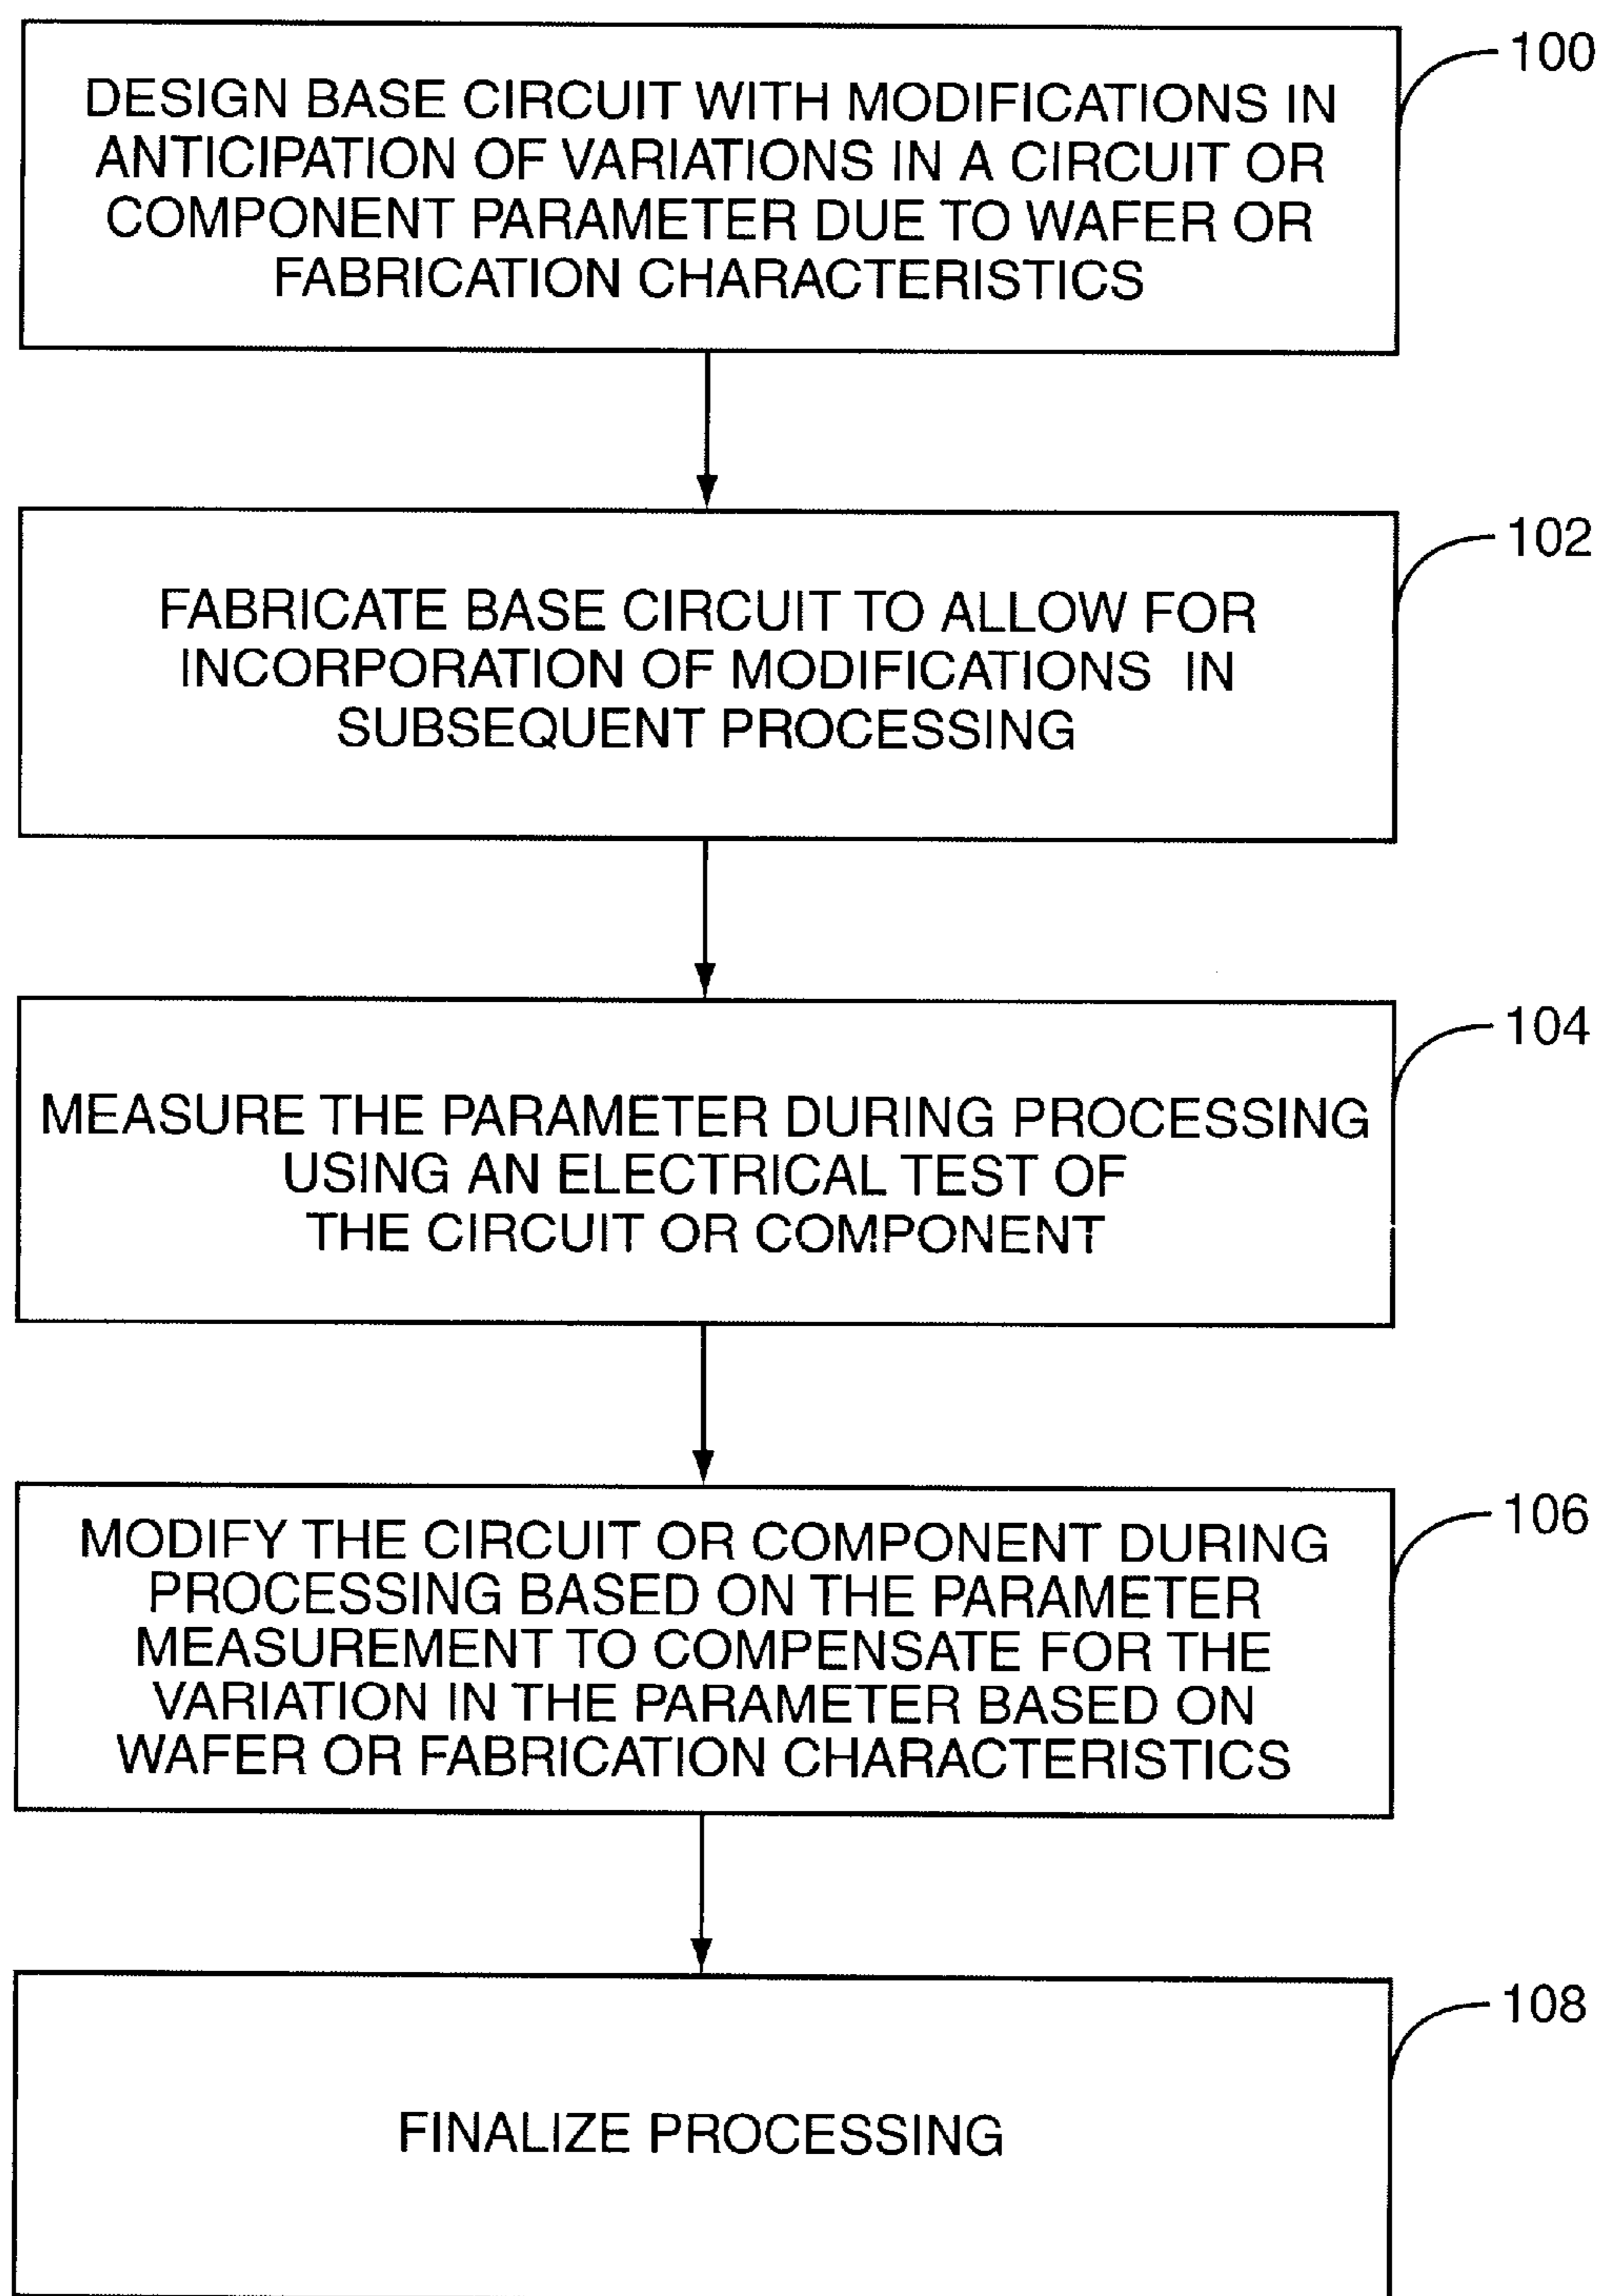 100
DESIGN BASE CIRCUIT WITH MODIFICATIONS IN
ANTICIPATION OF VARIATIONS IN A CIRCUIT OR
COMPONENT PARAMETER DUE TO WAFER OR
FABRICATION CHARACTERISTICS
102
FABRICATE BASE CIRCUIT TO ALLOW FOR
INCORPORATION OF MODIFICATIONS IN
SUBSEQUENT PROCESSING
104
MEASURE THE PARAMETER DURING PROCESSING
USING AN ELECTRICAL TEST OF
THE CIRCUIT OR COMPONENT
106
MODIFY THE CIRCUIT OR COMPONENT DURING
PROCESSING BASED ON THE PARAMETER
MEASUREMENT TO COMPENSATE FOR THE
VARIATION IN THE PARAMETER BASED ON
WAFER OR FABRICATION CHARACTERISTICS
108
FINALIZE PROCESSING